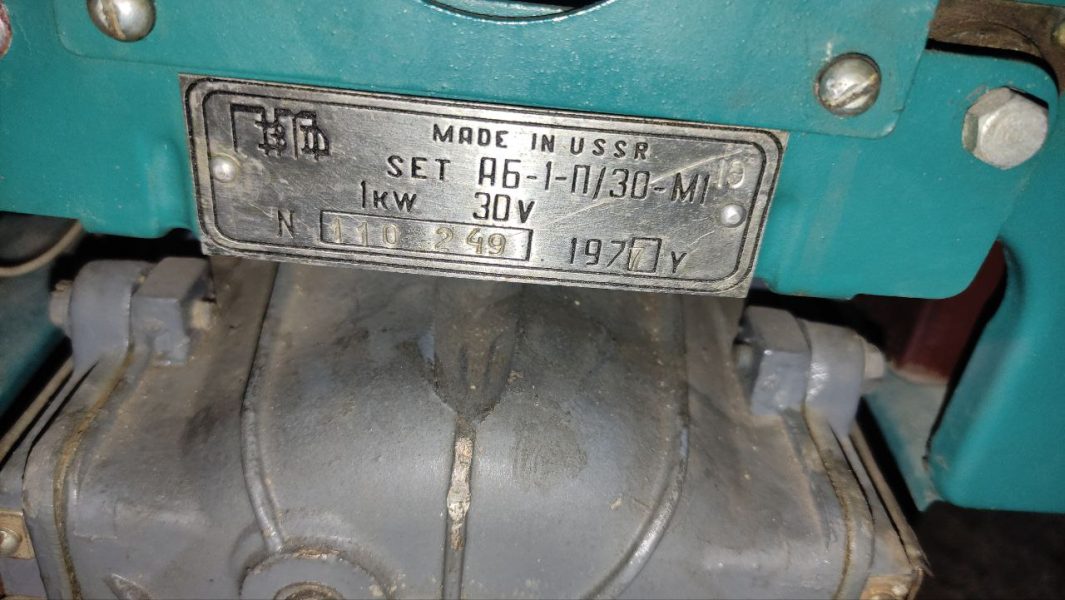 MADE IN USSR
SET АБ-1-П/30-М1
1KW 30V
N 110 249 1977 Y